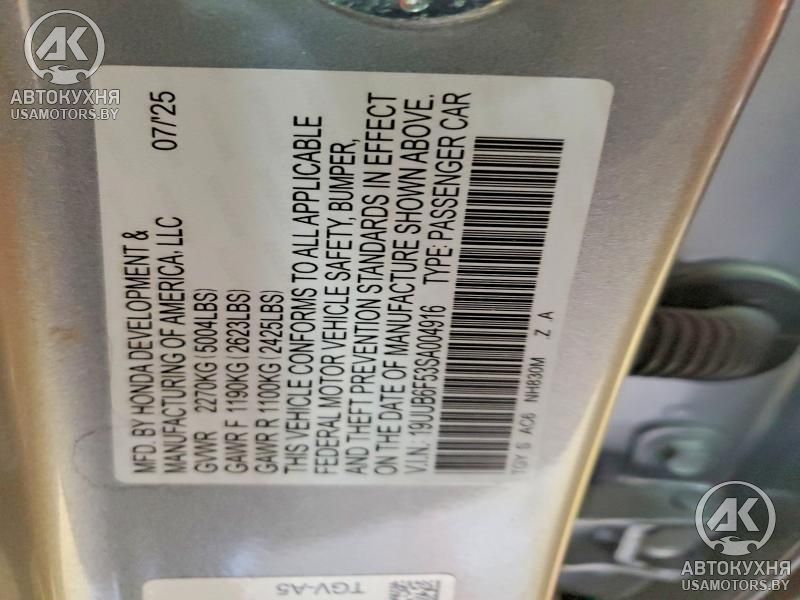 AK
АВТОКУХНЯ
USAMOTORS.BY
MFD. BY HONDA DEVELOPMENT & 07/'25
MANUFACTURING OF AMERICA, LLC
GVWR 2270KG(5004LBS)
GAWR F 1190KG(2623LBS)
GAWR R 1100KG(2425LBS)
THIS VEHICLE CONFORMS TO ALL APPLICABLE
FEDERAL MOTOR VEHICLE SAFETY, BUMPER,
AND THEFT PREVENTION STANDARDS IN EFFECT
ON THE DATE OF MANUFACTURE SHOWN ABOVE.
V.I.N.: 19UUB6F53SA004916 TYPE: PASSENGER CAR
TGY S AC6 NH830M .Z A
TGV-A5
AK
АВТОКУХНЯ
USAMOTORS.BY